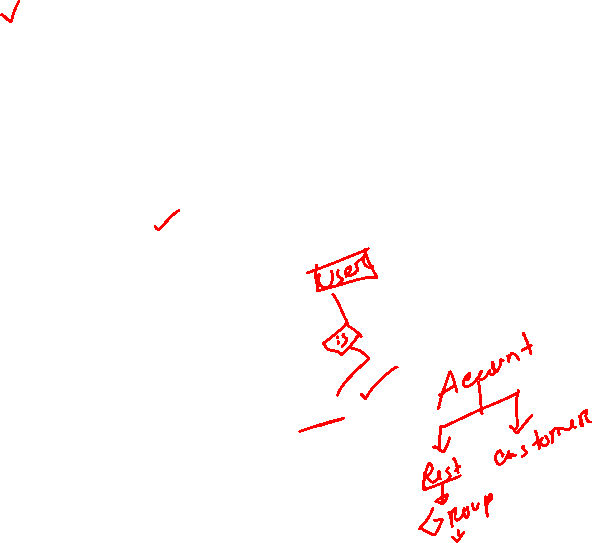 User
is
Account
Rest
customer
Group